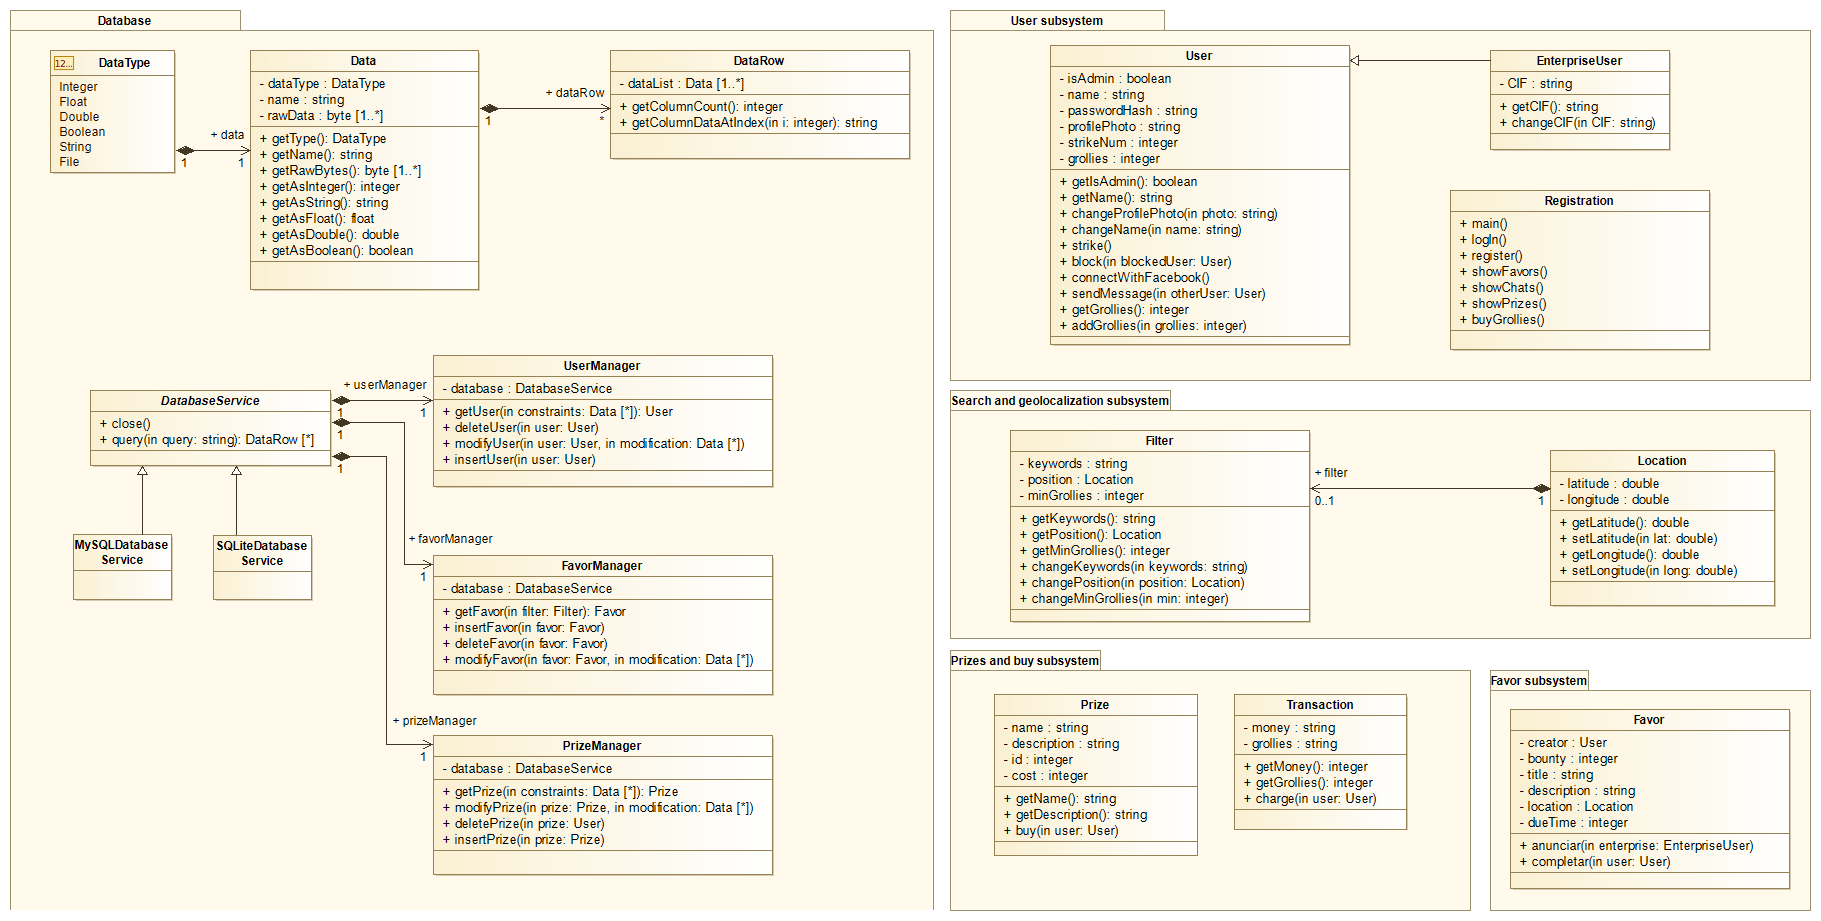 Database
DataType
12...
Integer
Float
Double
Boolean
String
File
+ data
1
1
Data
- dataType : DataType
- name : string
- rawData : byte [1..*]
+ getType(): DataType
+ getName(): string
+ getRawBytes(): byte [1..*]
+ getAsInteger(): integer
+ getAsString(): string
+ getAsFloat(): float
+ getAsDouble(): double
+ getAsBoolean(): boolean
+ dataRow
1
*
DataRow
- dataList : Data [1..*]
+ getColumnCount(): integer
+ getColumnDataAtIndex(in i: integer): string
DatabaseService
+ close()
+ query(in query: string): DataRow [*]
MySQLDatabase
Service
SQLiteDatabase
Service
+ userManager
1
1
1
1
+ favorManager
1
+ prizeManager
1
UserManager
- database : DatabaseService
+ getUser(in constraints: Data [*]): User
+ deleteUser(in user: User)
+ modifyUser(in user: User, in modification: Data [*])
+ insertUser(in user: User)
FavorManager
- database : DatabaseService
+ getFavor(in filter: Filter): Favor
+ insertFavor(in favor: Favor)
+ deleteFavor(in favor: Favor)
+ modifyFavor(in favor: Favor, in modification: Data [*])
PrizeManager
- database : DatabaseService
+ getPrize(in constraints: Data [*]): Prize
+ modifyPrize(in prize: Prize, in modification: Data [*])
+ deletePrize(in prize: User)
+ insertPrize(in prize: Prize)
User subsystem
User
- isAdmin : boolean
- name : string
- passwordHash : string
- profilePhoto : string
- strikeNum : integer
- grollies : integer
+ getIsAdmin(): boolean
+ getName(): string
+ changeProfilePhoto(in photo: string)
+ changeName(in name: string)
+ strike()
+ block(in blockedUser: User)
+ connectWithFacebook()
+ sendMessage(in otherUser: User)
+ getGrollies(): integer
+ addGrollies(in grollies: integer)
EnterpriseUser
- CIF : string
+ getCIF(): string
+ changeCIF(in CIF: string)
Registration
+ main()
+ logIn()
+ register()
+ showFavors()
+ showChats()
+ showPrizes()
+ buyGrollies()
Search and geolocalization subsystem
Filter
- keywords : string
- position : Location
- minGrollies : integer
+ getKeywords(): string
+ getPosition(): Location
+ getMinGrollies(): integer
+ changeKeywords(in keywords: string)
+ changePosition(in position: Location)
+ changeMinGrollies(in min: integer)
+ filter
0..1
1
Location
- latitude : double
- longitude : double
+ getLatitude(): double
+ setLatitude(in lat: double)
+ getLongitude(): double
+ setLongitude(in long: double)
Prizes and buy subsystem
Prize
- name : string
- description : string
- id : integer
- cost : integer
+ getName(): string
+ getDescription(): string
+ buy(in user: User)
Transaction
- money : string
- grollies : string
+ getMoney(): integer
+ getGrollies(): integer
+ charge(in user: User)
Favor subsystem
Favor
- creator : User
- bounty : integer
- title : string
- description : string
- location : Location
- dueTime : integer
+ anunciar(in enterprise: EnterpriseUser)
+ completar(in user: User)